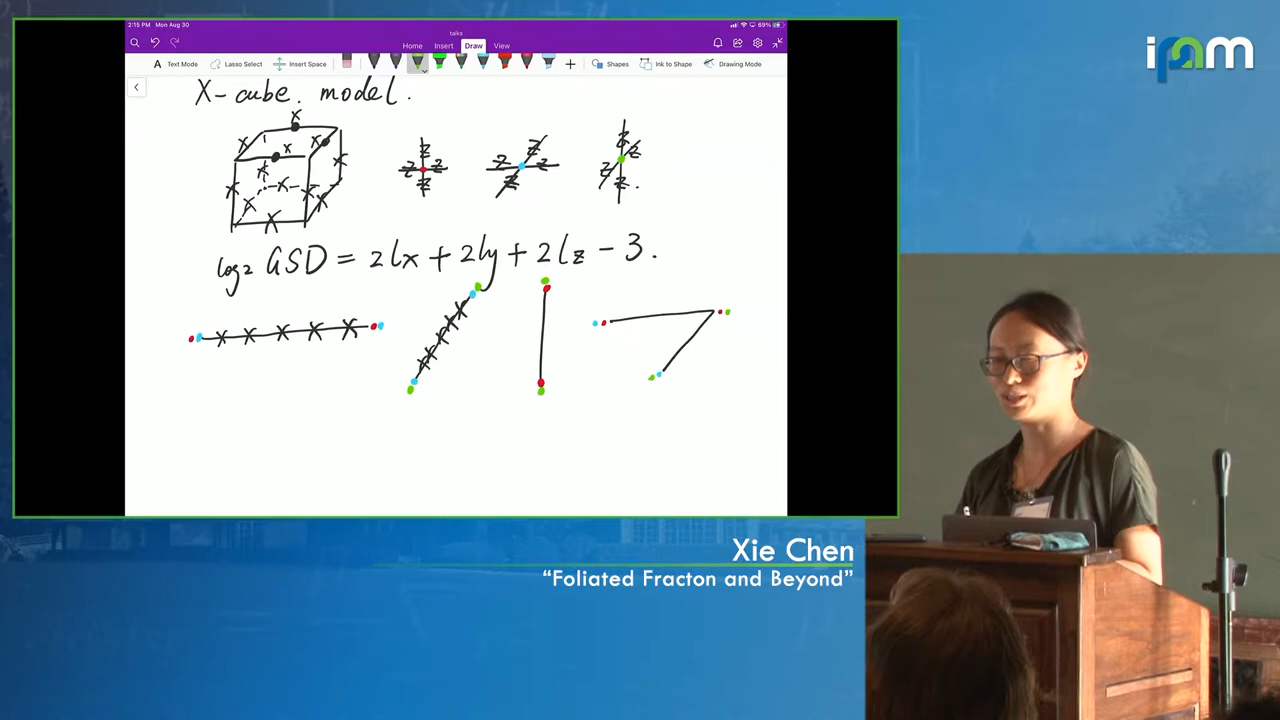 2:15 PM Mon Aug 30
69%
talks
Home Insert Draw View
A Text Mode Lasso Select Insert Space Shapes Ink to Shape Drawing Mode
ipam
X-cube. model.
X
X X
X X X
X Z Z
X X Z Z Z Z Z
X X X Z Z Z
X X Z Z
X
log2 GSD = 2lx + 2ly + 2lz - 3.
X X X X X
X X X X X
Xie Chen
“Foliated Fracton and Beyond”